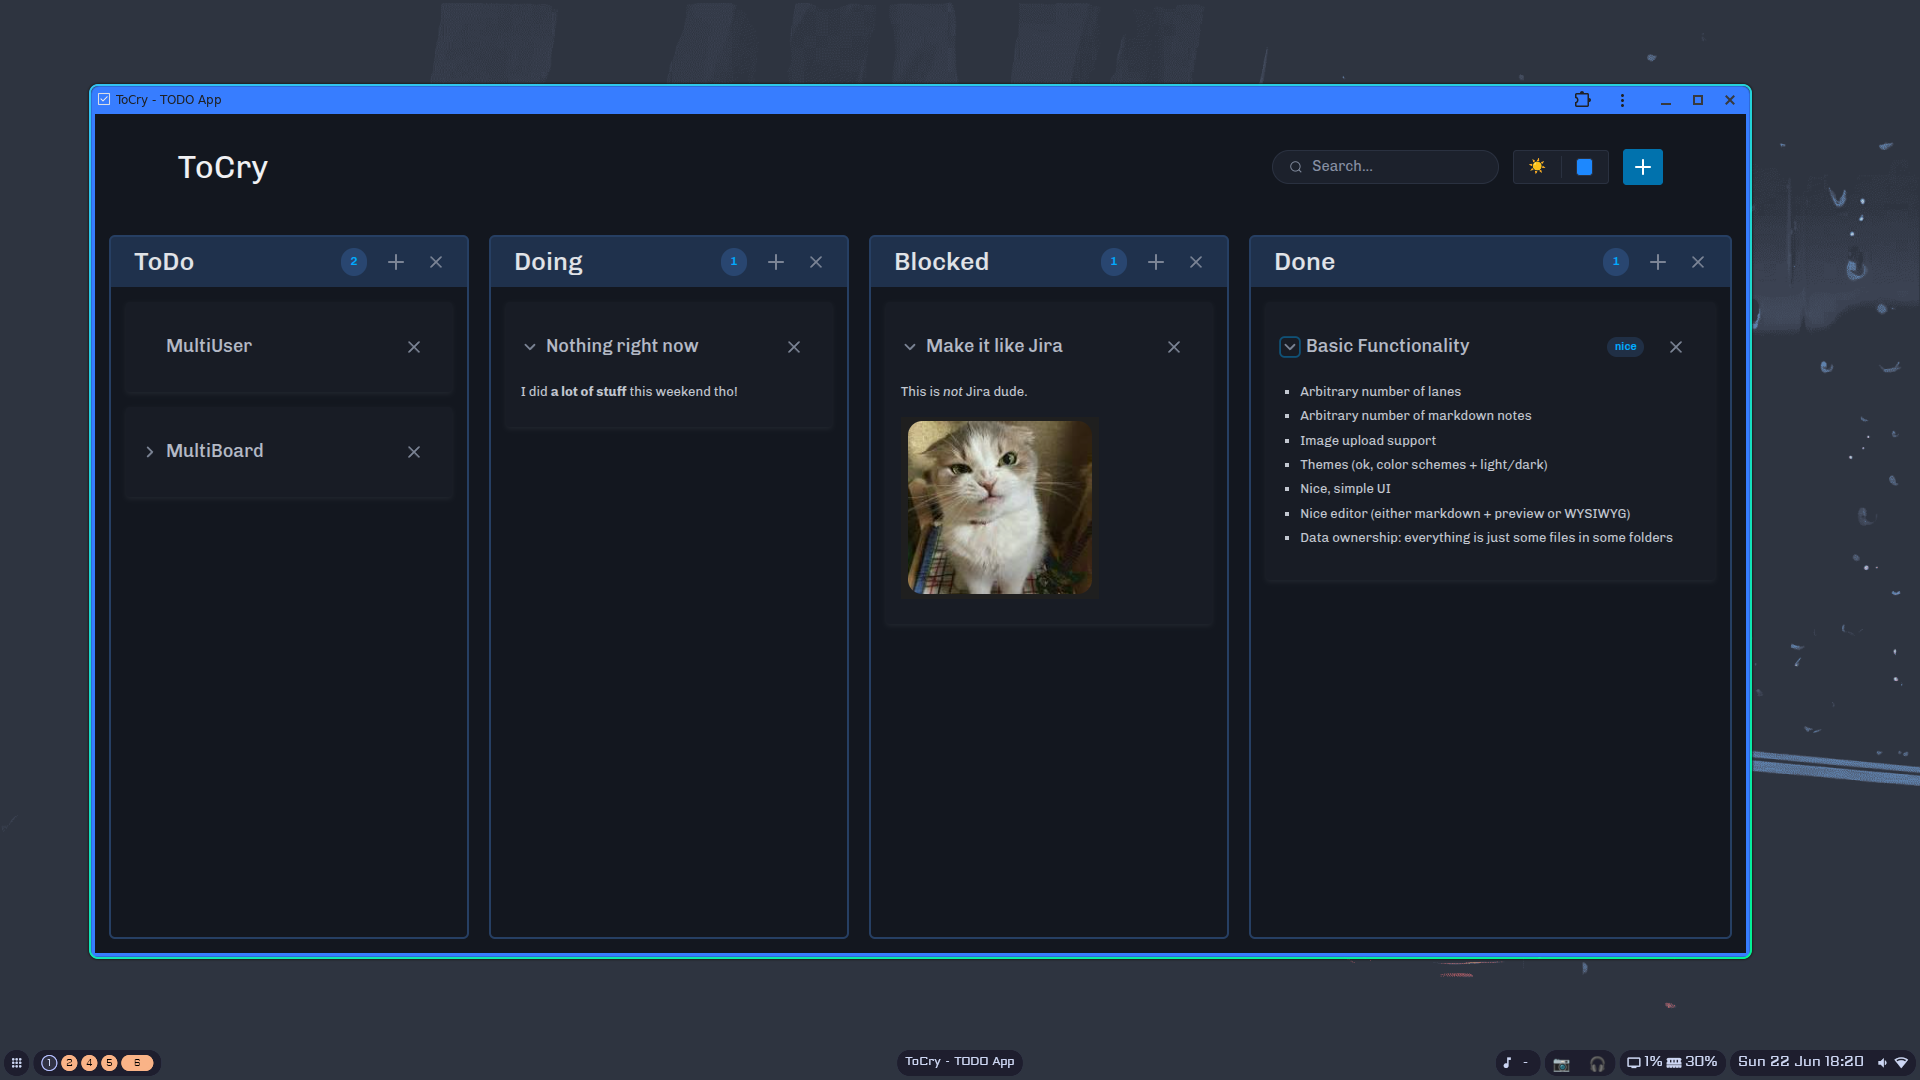 ToCry - TODO App
ToCry
Search...
ToDo
2
MultiUser
MultiBoard
Doing
1
Nothing right now
I did a lot of stuff this weekend tho!
Blocked
1
Make it like Jira
This is not Jira dude.
Done
1
Basic Functionality
nice
Arbitrary number of lanes
Arbitrary number of markdown notes
Image upload support
Themes (ok, color schemes + light/dark)
Nice, simple UI
Nice editor (either markdown + preview or WYSIWYG)
Data ownership: everything is just some files in some folders
1 2 4 5 6
ToCry - TODO App
-
1% 30%
Sun 22 Jun 18:20